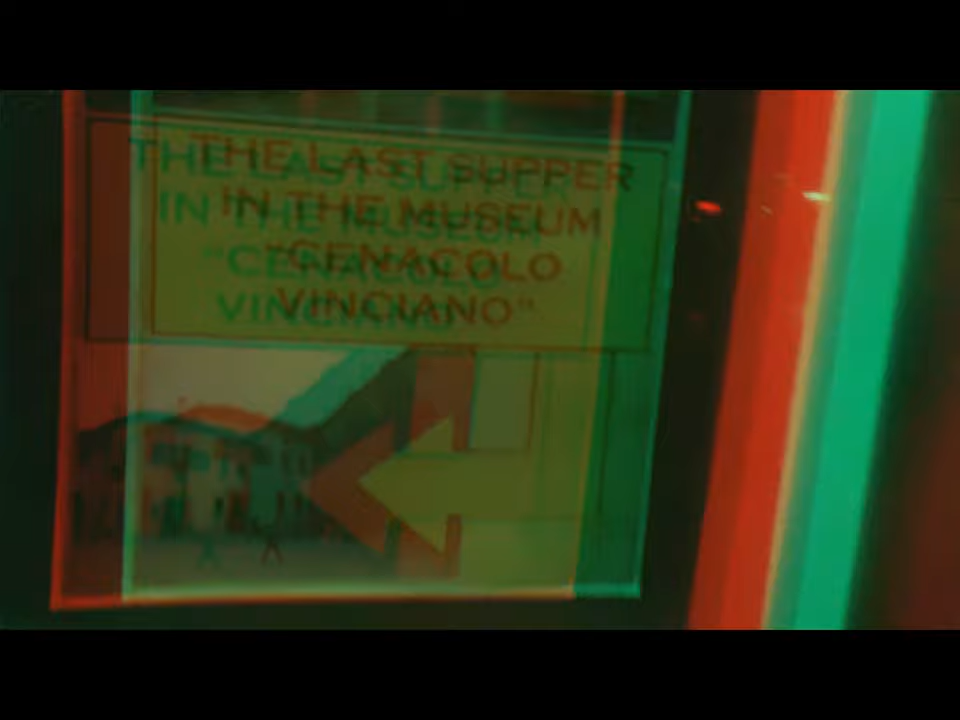 THE LAST SUPPER
IN THE MUSEUM
"CENACOLO
VINCIANO"